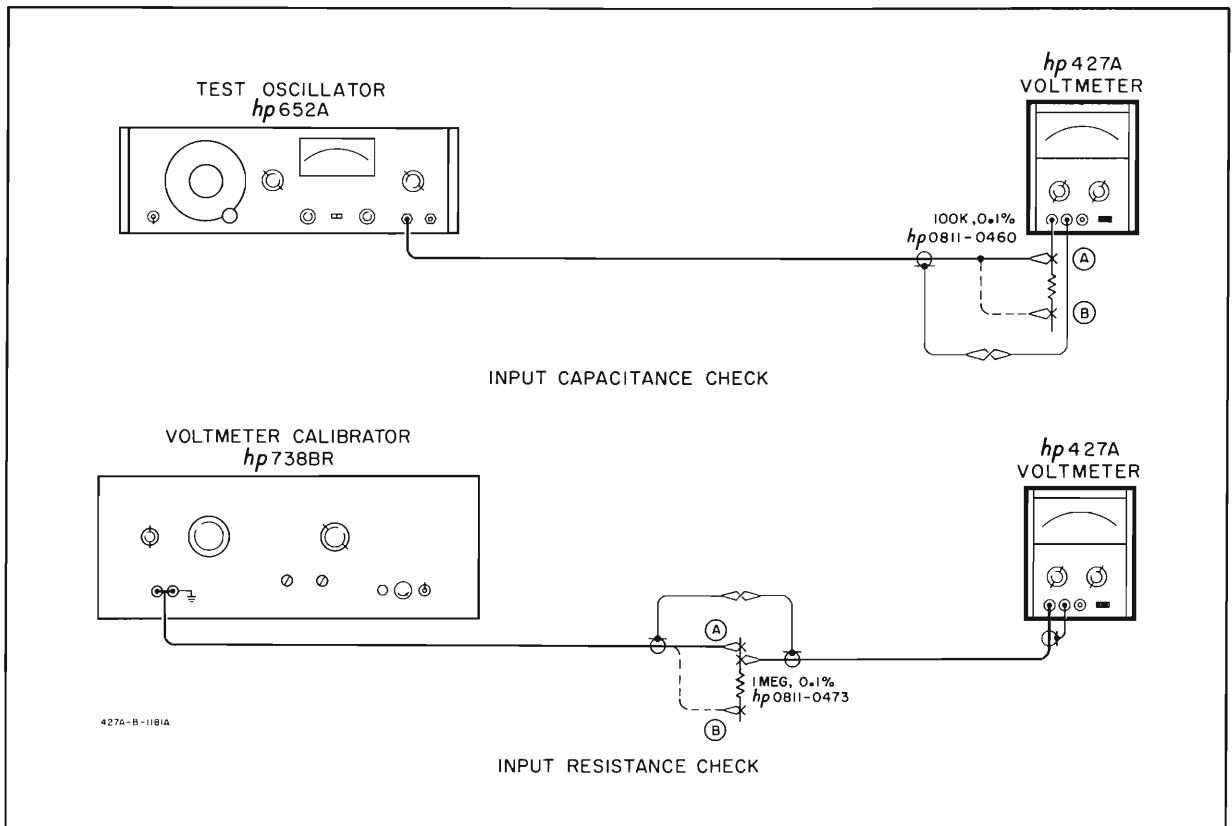 TEST OSCILLATOR
hp 652A
hp 427A
VOLTMETER
100K, 0.1%
hp 0811-0460
A
B
INPUT CAPACITANCE CHECK
VOLTMETER CALIBRATOR
hp 738BR
hp 427A
VOLTMETER
A
1MEG, 0.1%
hp 0811-0473
B
427A-B-1181A
INPUT RESISTANCE CHECK